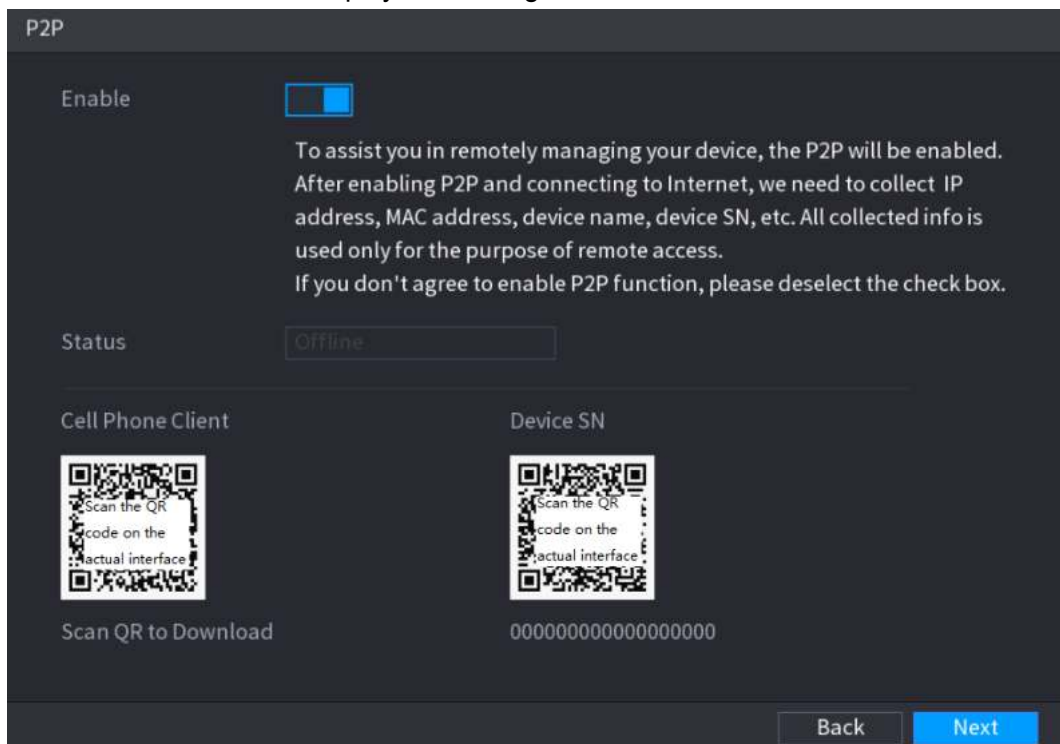 P2P
Enable
To assist you in remotely managing your device, the P2P will be enabled.
After enabling P2P and connecting to Internet, we need to collect IP
address, MAC address, device name, device SN, etc. All collected info is
used only for the purpose of remote access.
If you don't agree to enable P2P function, please deselect the check box.
Status
Offline
Cell Phone Client
Device SN
Scan the QR
code on the
actual interface
Scan the QR
code on the
actual interface
Scan QR to Download
000000000000000000
Back
Next